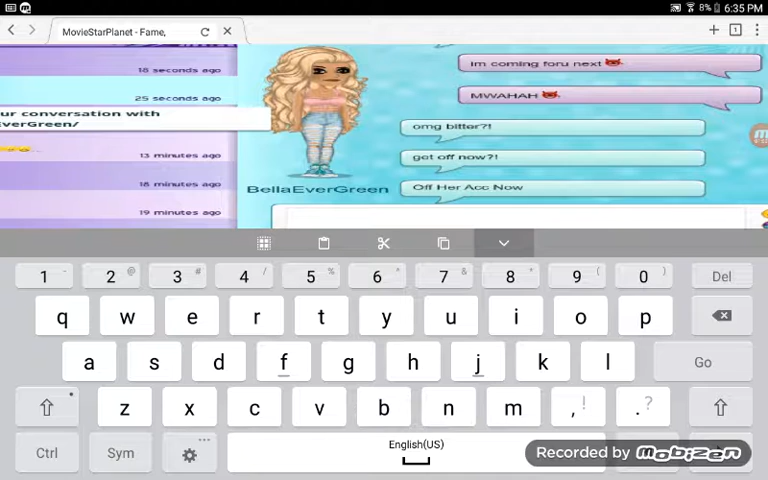 8% 6:35 PM
MovieStarPlanet - Fame,
1
18 seconds ago
25 seconds ago
ur conversation with
EverGreen/
13 minutes ago
18 minutes ago
19 minutes ago
im coming foru next
MWAHAH
omg bitter?!
get off now?!
Off Her Acc Now
BellaEverGreen
1 - 2 @ 3 # 4 / 5 % 6 ^ 7 & 8 * 9 ( 0 ) Del
q w e r t y u i o p
a s d f g h j k l Go
z x c v b n m , ! . ?
Ctrl Sym English(US)
Recorded by mobizen